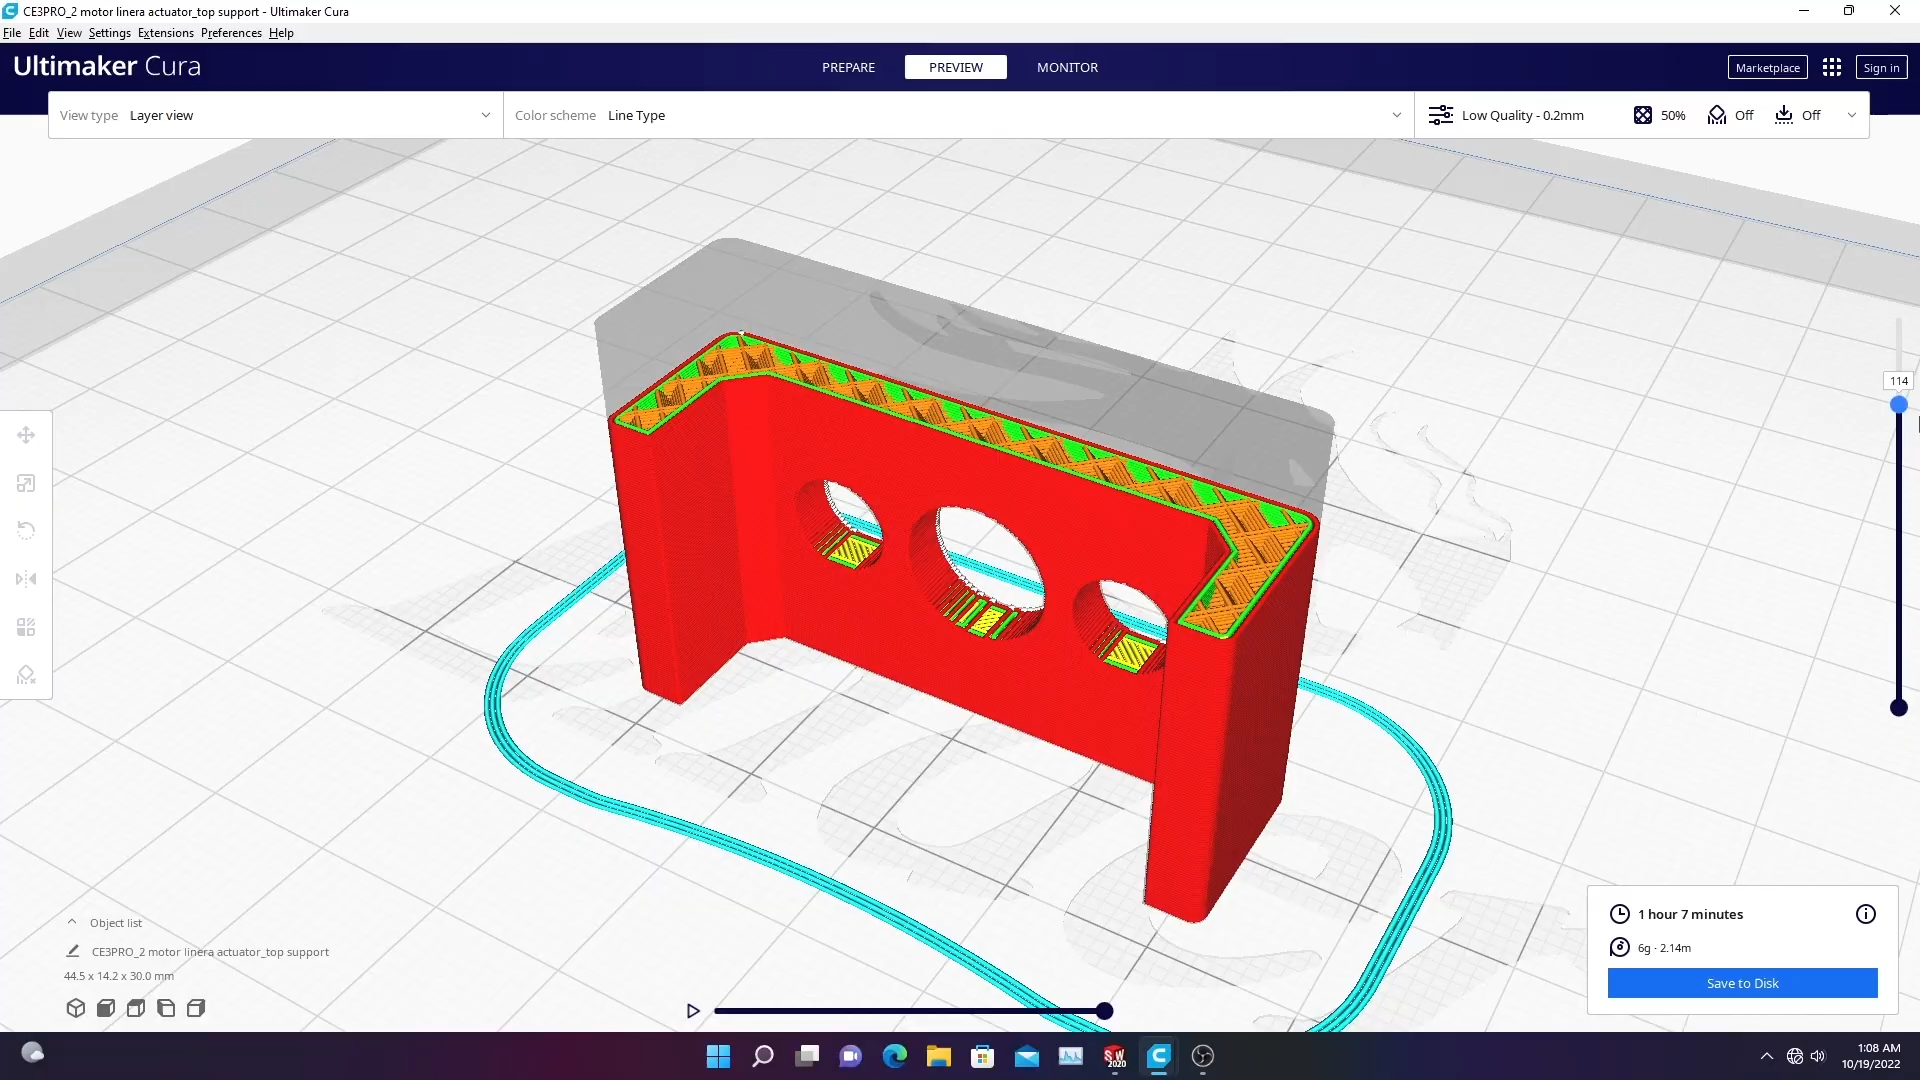 CE3PRO_2 motor linera actuator_top support - Ultimaker Cura
File Edit View Settings Extensions Preferences Help
Ultimaker Cura
PREPARE
PREVIEW
MONITOR
Marketplace
Sign in
View type Layer view
Color scheme Line Type
Low Quality - 0.2mm
50%
Off
Off
114
Object list
CE3PRO_2 motor linera actuator_top support
44.5 x 14.2 x 30.0 mm
1 hour 7 minutes
6g · 2.14m
Save to Disk
SW
2020
1:08 AM
10/19/2022